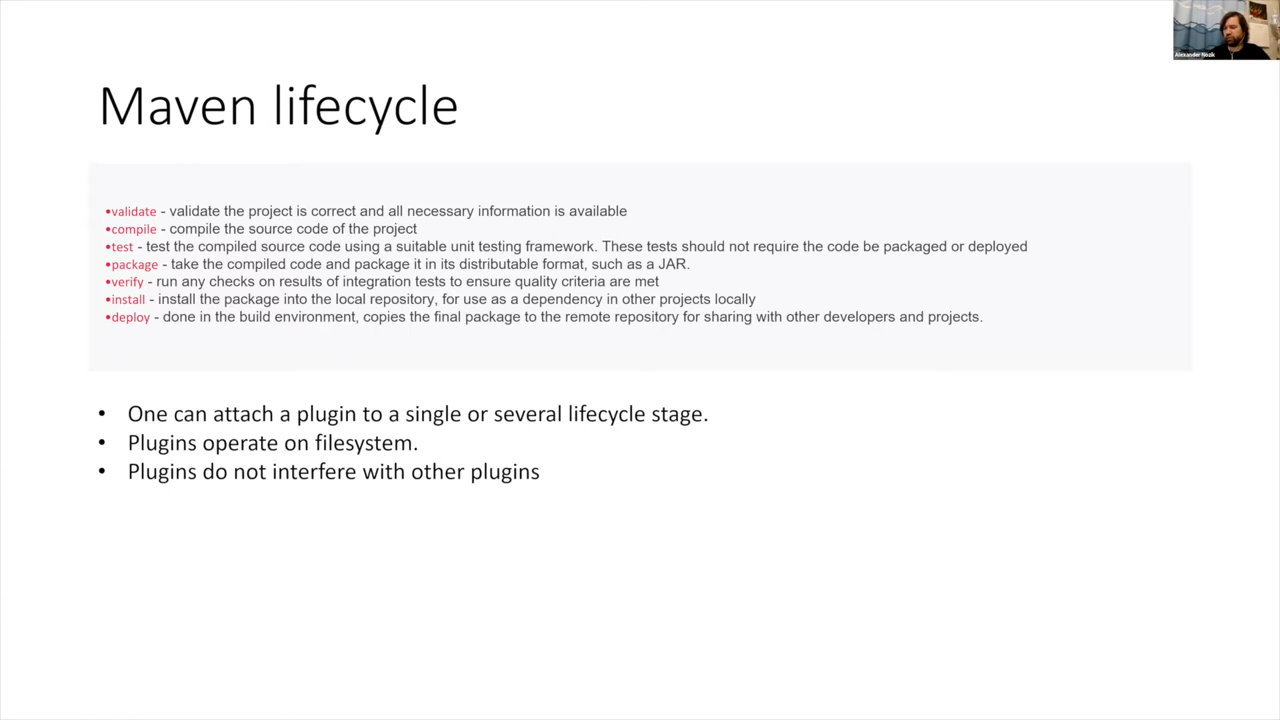 Alexander Nozik
Maven lifecycle
•validate - validate the project is correct and all necessary information is available
•compile - compile the source code of the project
•test - test the compiled source code using a suitable unit testing framework. These tests should not require the code be packaged or deployed
•package - take the compiled code and package it in its distributable format, such as a JAR.
•verify - run any checks on results of integration tests to ensure quality criteria are met
•install - install the package into the local repository, for use as a dependency in other projects locally
•deploy - done in the build environment, copies the final package to the remote repository for sharing with other developers and projects.
• One can attach a plugin to a single or several lifecycle stage.
• Plugins operate on filesystem.
• Plugins do not interfere with other plugins